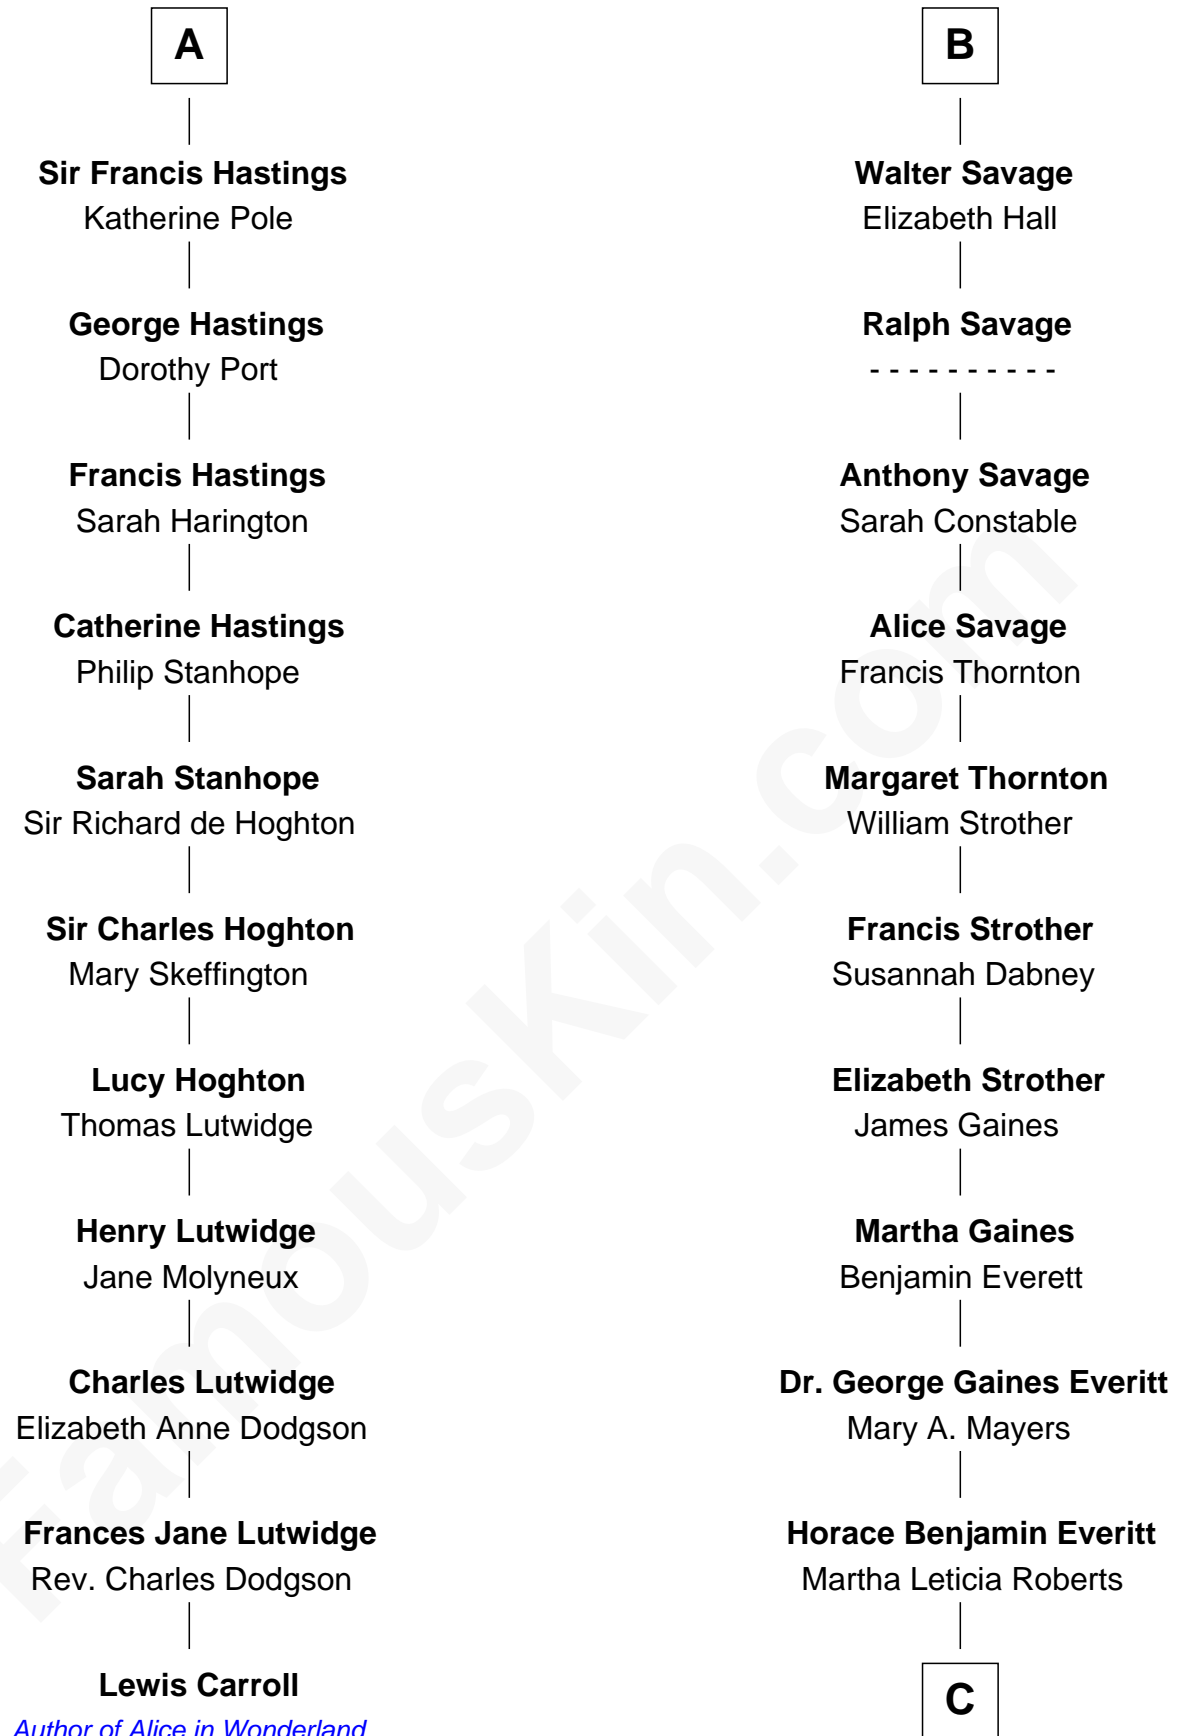 A
Sir Francis Hastings
Katherine Pole
George Hastings
Dorothy Port
Francis Hastings
Sarah Harington
Catherine Hastings
Philip Stanhope
Sarah Stanhope
Sir Richard de Hoghton
Sir Charles Hoghton
Mary Skeffington
Lucy Hoghton
Thomas Lutwidge
Henry Lutwidge
Jane Molyneux
Charles Lutwidge
Elizabeth Anne Dodgson
Frances Jane Lutwidge
Rev. Charles Dodgson
Lewis Carroll
Author of Alice in Wonderland
B
Walter Savage
Elizabeth Hall
Ralph Savage
- - - - - - - - - -
Anthony Savage
Sarah Constable
Alice Savage
Francis Thornton
Margaret Thornton
William Strother
Francis Strother
Susannah Dabney
Elizabeth Strother
James Gaines
Martha Gaines
Benjamin Everett
Dr. George Gaines Everitt
Mary A. Mayers
Horace Benjamin Everitt
Martha Leticia Roberts
C
FamousKin.com